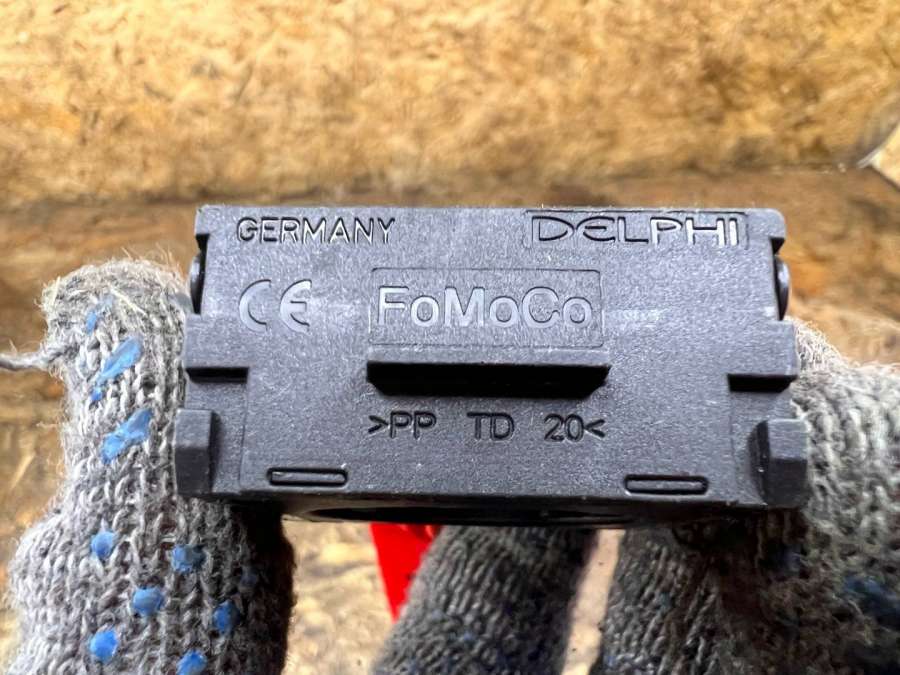 GERMANY DELPHI
CE FoMoCo
>PP TD 20<